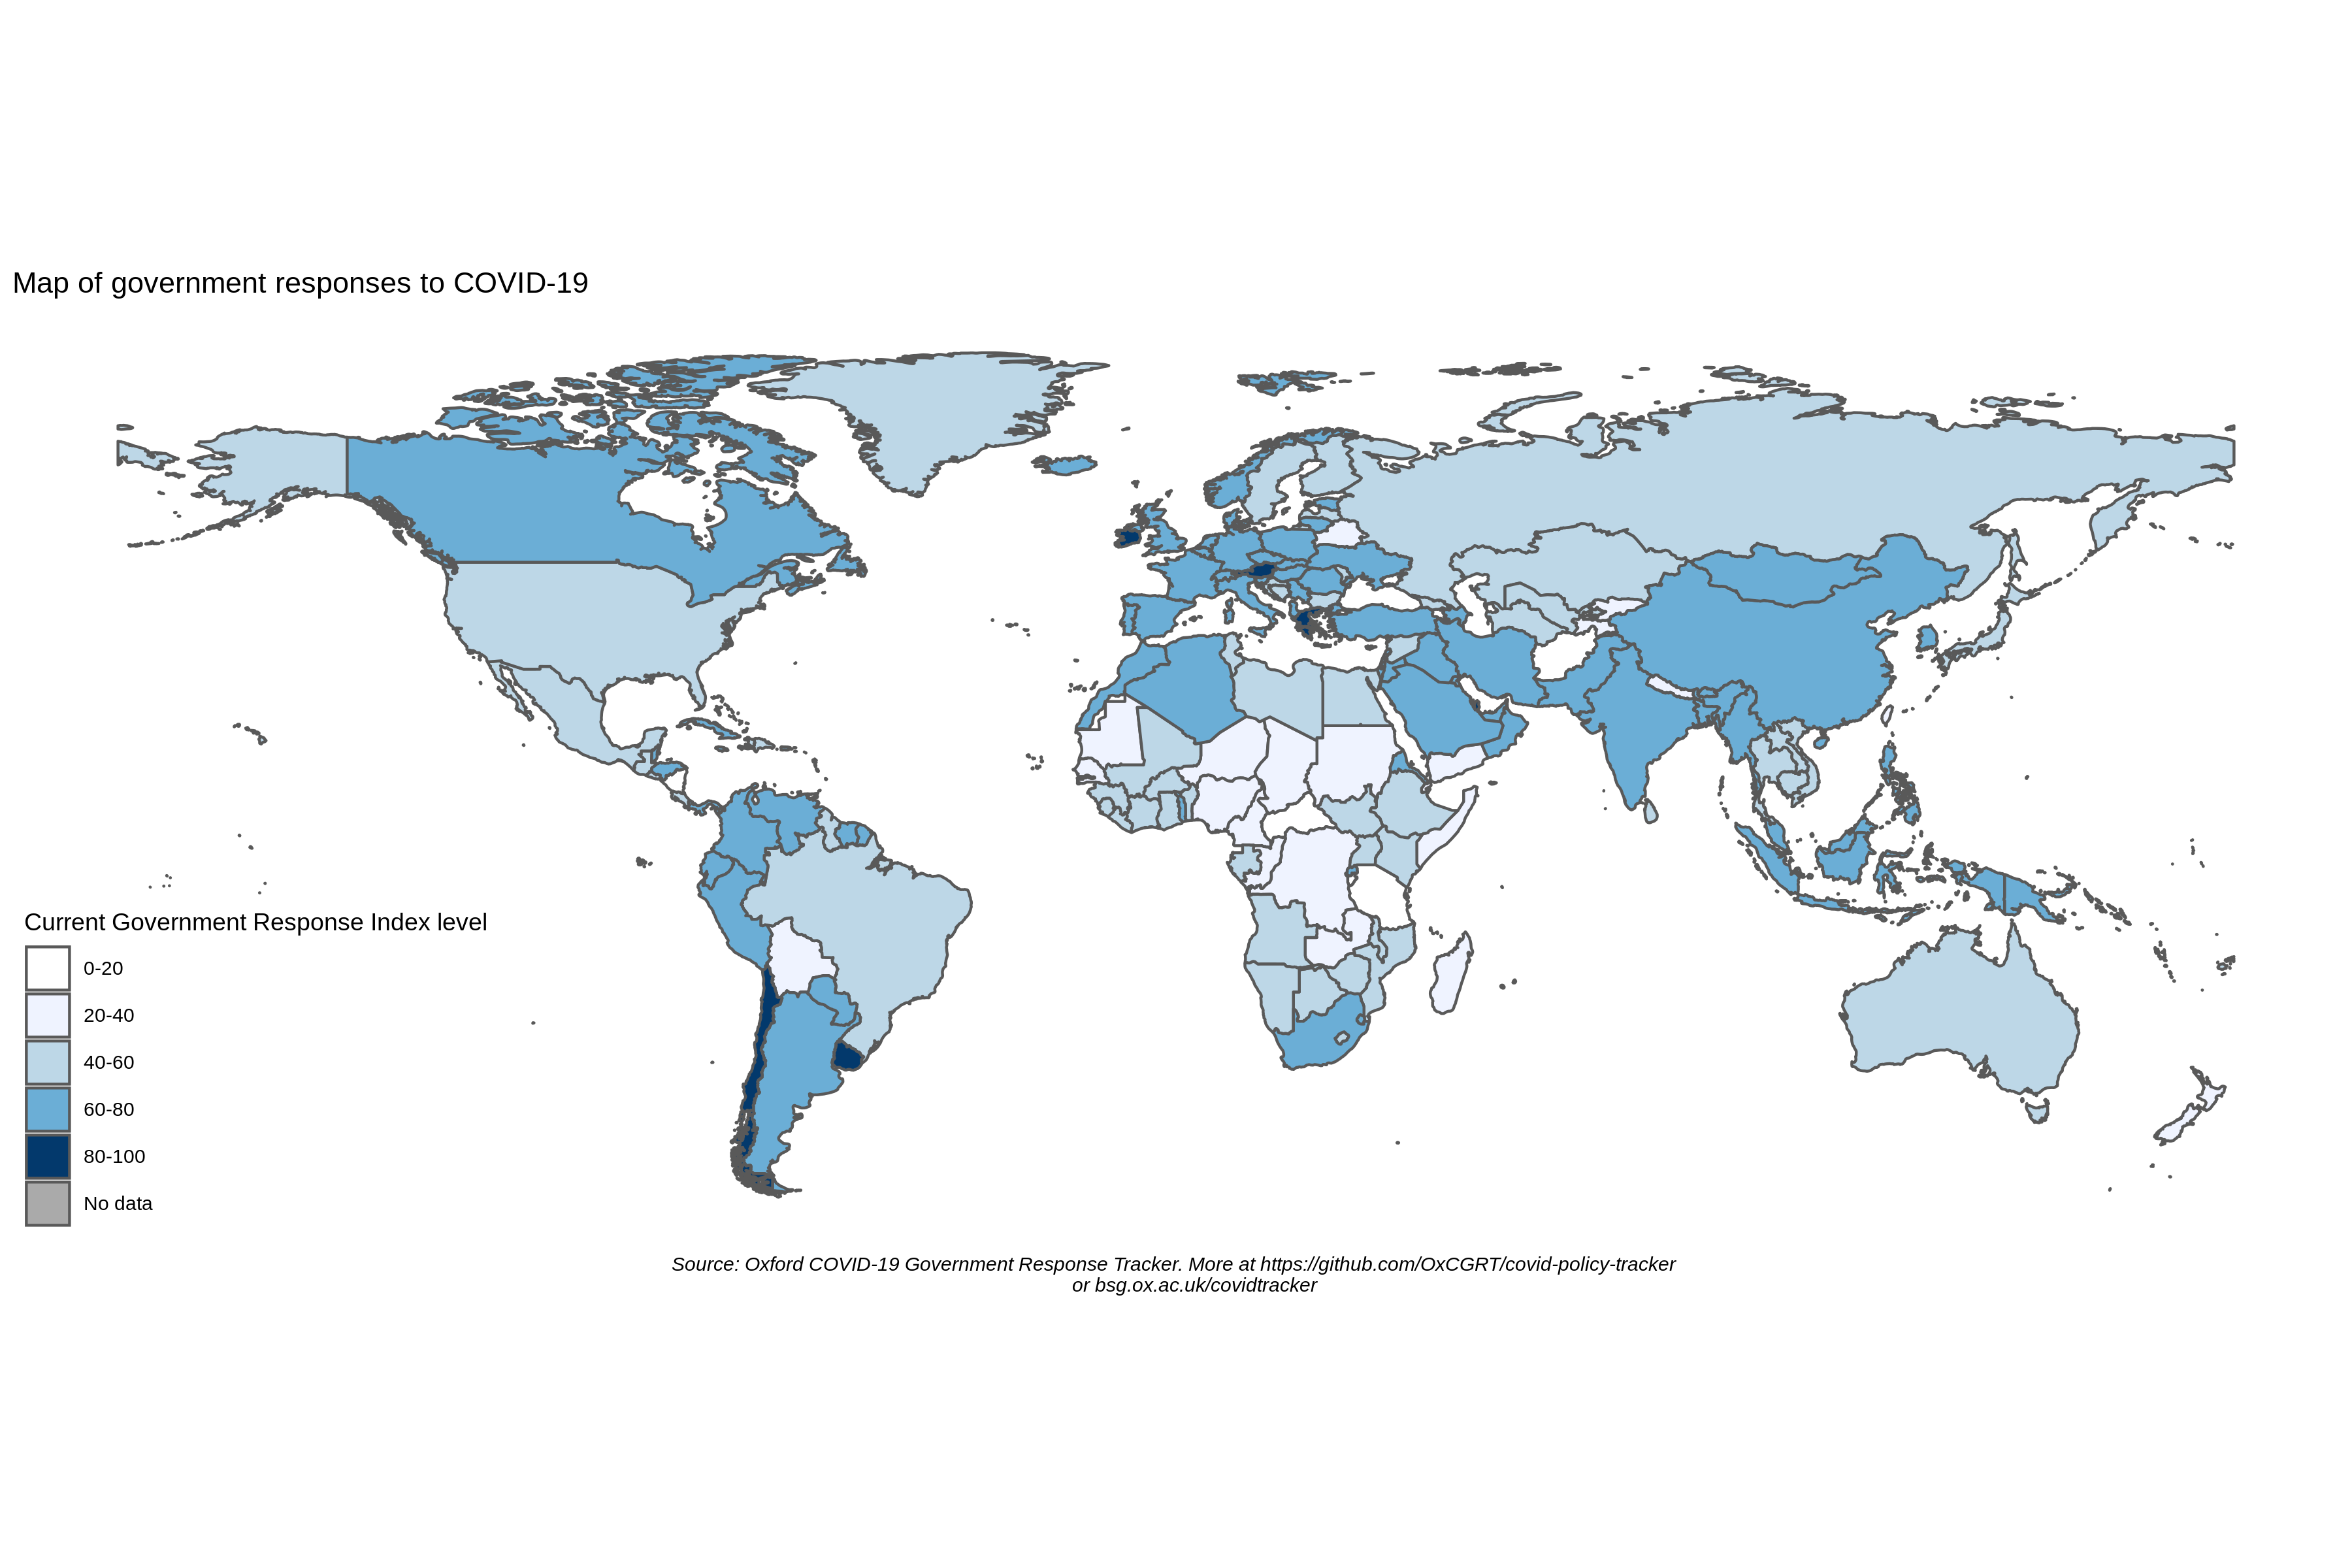 Map of government responses to COVID-19
Current Government Response Index level
0-20
20-40
40-60
60-80
80-100
No data
Source: Oxford COVID-19 Government Response Tracker. More at https://github.com/OxCGRT/covid-policy-tracker
or bsg.ox.ac.uk/covidtracker